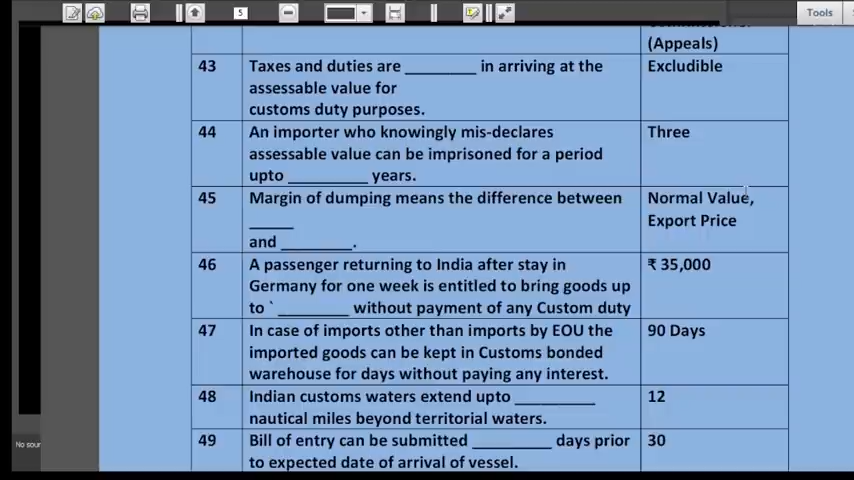 5
Tools
(Appeals)
43 Taxes and duties are ________ in arriving at the Excludible
assessable value for
customs duty purposes.
44 An importer who knowingly mis-declares Three
assessable value can be imprisoned for a period
upto _________ years.
45 Margin of dumping means the difference between Normal Value,
_____ Export Price
and ________.
46 A passenger returning to India after stay in ₹ 35,000
Germany for one week is entitled to bring goods up
to ` ________ without payment of any Custom duty
47 In case of imports other than imports by EOU the 90 Days
imported goods can be kept in Customs bonded
warehouse for days without paying any interest.
48 Indian customs waters extend upto _________ 12
nautical miles beyond territorial waters.
49 Bill of entry can be submitted _________ days prior 30
to expected date of arrival of vessel.